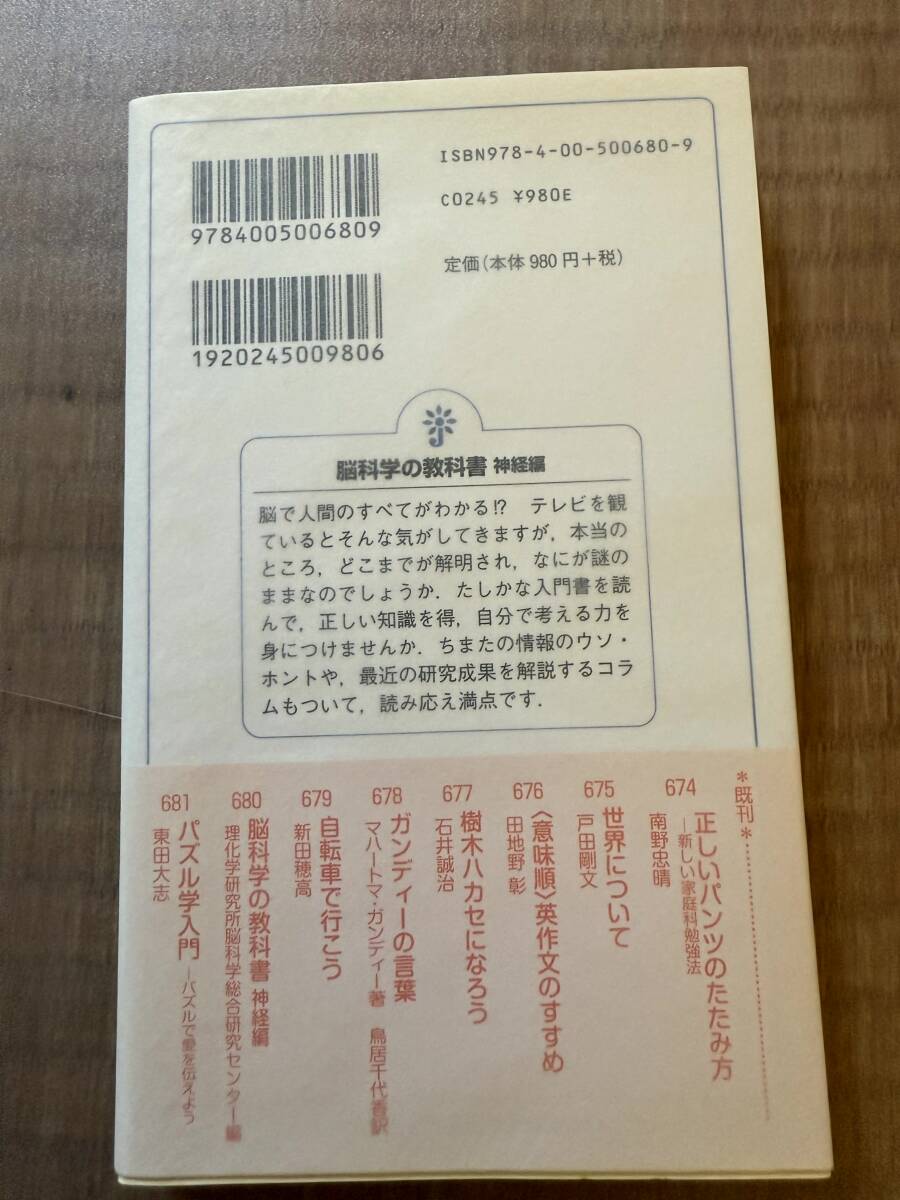 ISBN978-4-00-500680-9
C0245 ¥980E
定価(本体 980 円+税)
9784005006809
1920245009806
脳科学の教科書 神経編
脳で人間のすべてがわかる!? テレビを観
ているとそんな気がしてきますが,本当の
ところ,どこまでが解明され,なにが謎の
ままなのでしょうか.たしかな入門書を読
んで,正しい知識を得,自分で考える力を
身につけませんか.ちまたの情報のウソ・
ホントや,最近の研究成果を解説するコラ
ムもついて,読み応え満点です.
*既刊*
674
正しいパンツのたたみ方
―新しい家庭科勉強法
南野忠晴
675
世界について
戸田剛文
676
〈意味順〉英作文のすすめ
田地野 彰
677
樹木ハカセになろう
石井誠治
678
ガンディーの言葉
マハートマ・ガンディー著 鳥居千代香訳
679
自転車で行こう
新田穂高
680
脳科学の教科書 神経編
理化学研究所脳科学総合研究センター編
681
パズル学入門
―パズルで愛を伝えよう
東田大志